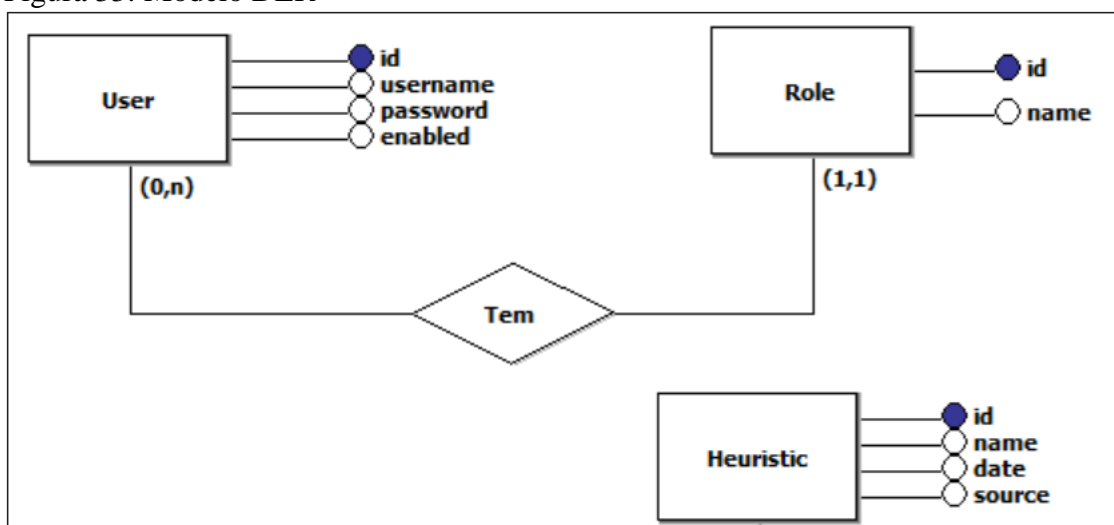 Figura 35: Modelo DER
User
id
username
password
enabled
(0,n)
Role
id
name
(1,1)
Tem
Heuristic
id
name
date
source